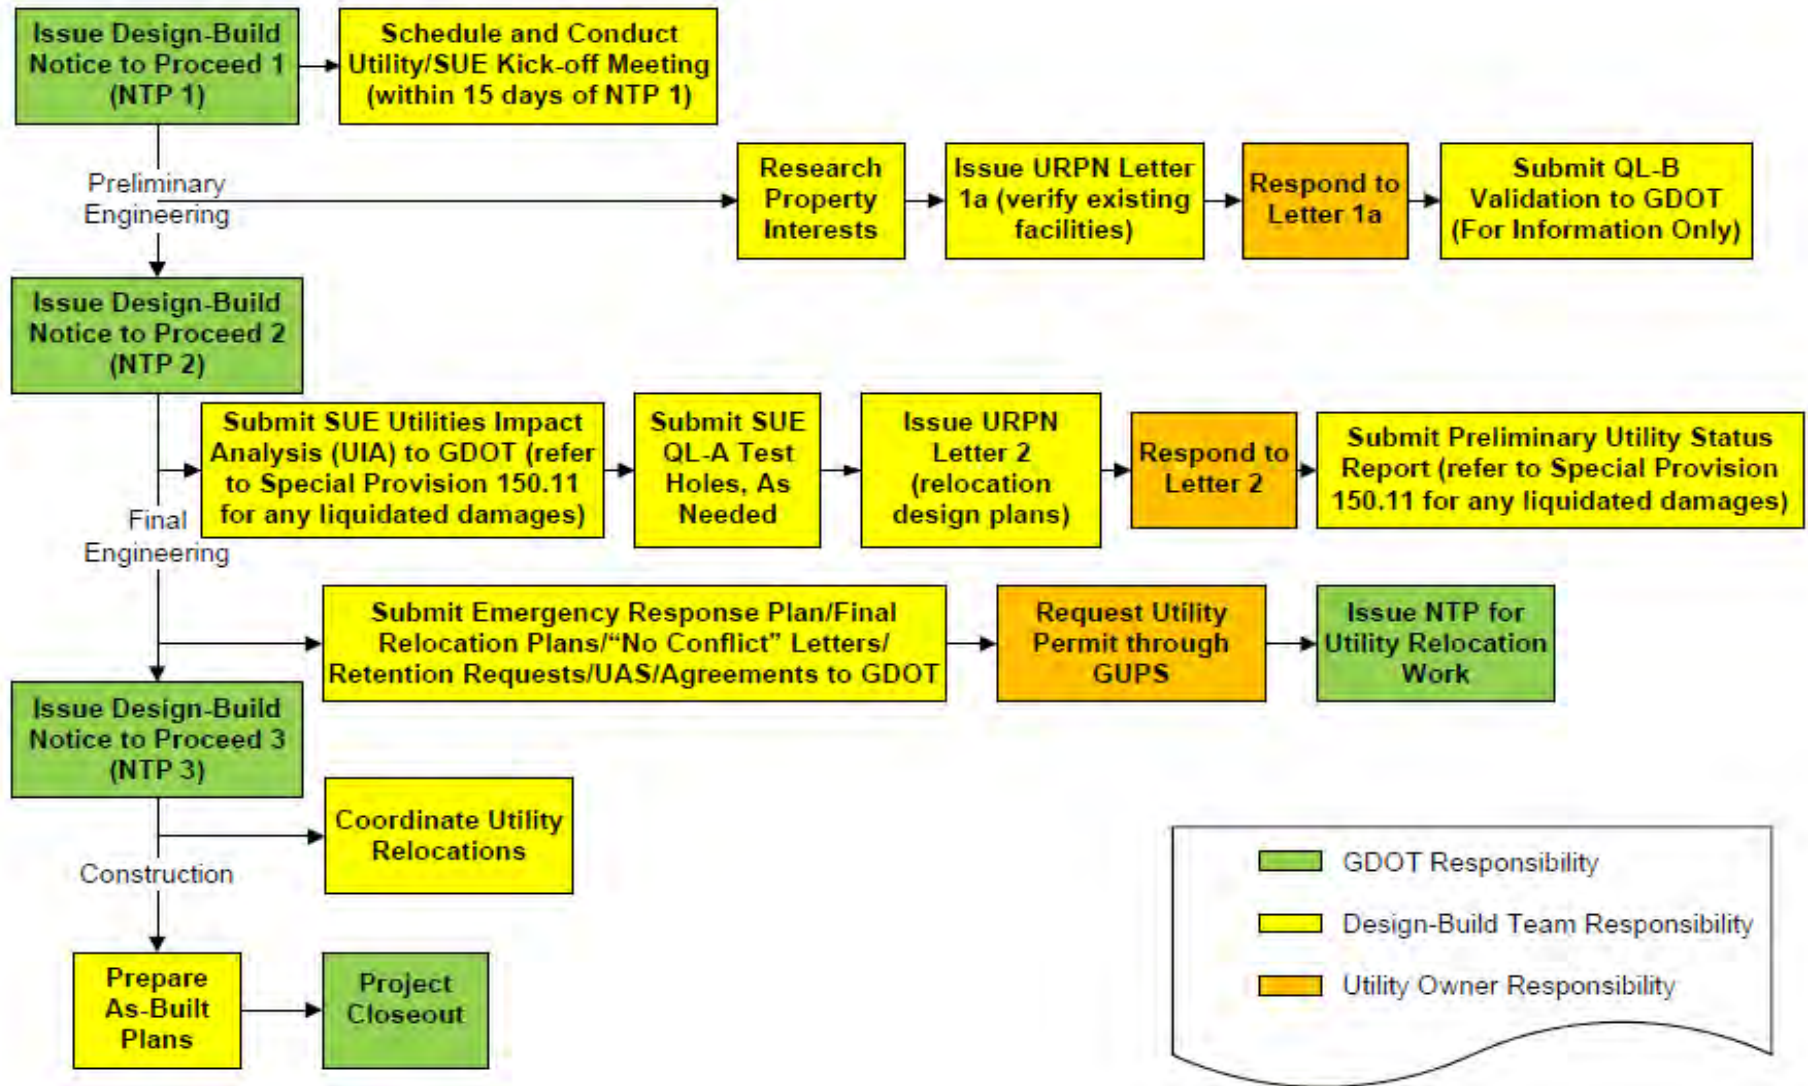 Issue Design-Build
Notice to Proceed 1
(NTP 1)
Schedule and Conduct
Utility/SUE Kick-off Meeting
(within 15 days of NTP 1)
Preliminary
Engineering
Research
Property
Interests
Issue URPN Letter
1a (verify existing
facilities)
Respond to
Letter 1a
Submit QL-B
Validation to GDOT
(For Information Only)
Issue Design-Build
Notice to Proceed 2
(NTP 2)
Final
Engineering
Submit SUE Utilities Impact
Analysis (UIA) to GDOT (refer
to Special Provision 150.11
for any liquidated damages)
Submit SUE
QL-A Test
Holes, As
Needed
Issue URPN
Letter 2
(relocation
design plans)
Respond to
Letter 2
Submit Preliminary Utility Status
Report (refer to Special Provision
150.11 for any liquidated damages)
Submit Emergency Response Plan/Final
Relocation Plans/“No Conflict” Letters/
Retention Requests/UAS/Agreements to GDOT
Request Utility
Permit through
GUPS
Issue NTP for
Utility Relocation
Work
Issue Design-Build
Notice to Proceed 3
(NTP 3)
Construction
Coordinate Utility
Relocations
Prepare
As-Built
Plans
Project
Closeout
GDOT Responsibility
Design-Build Team Responsibility
Utility Owner Responsibility